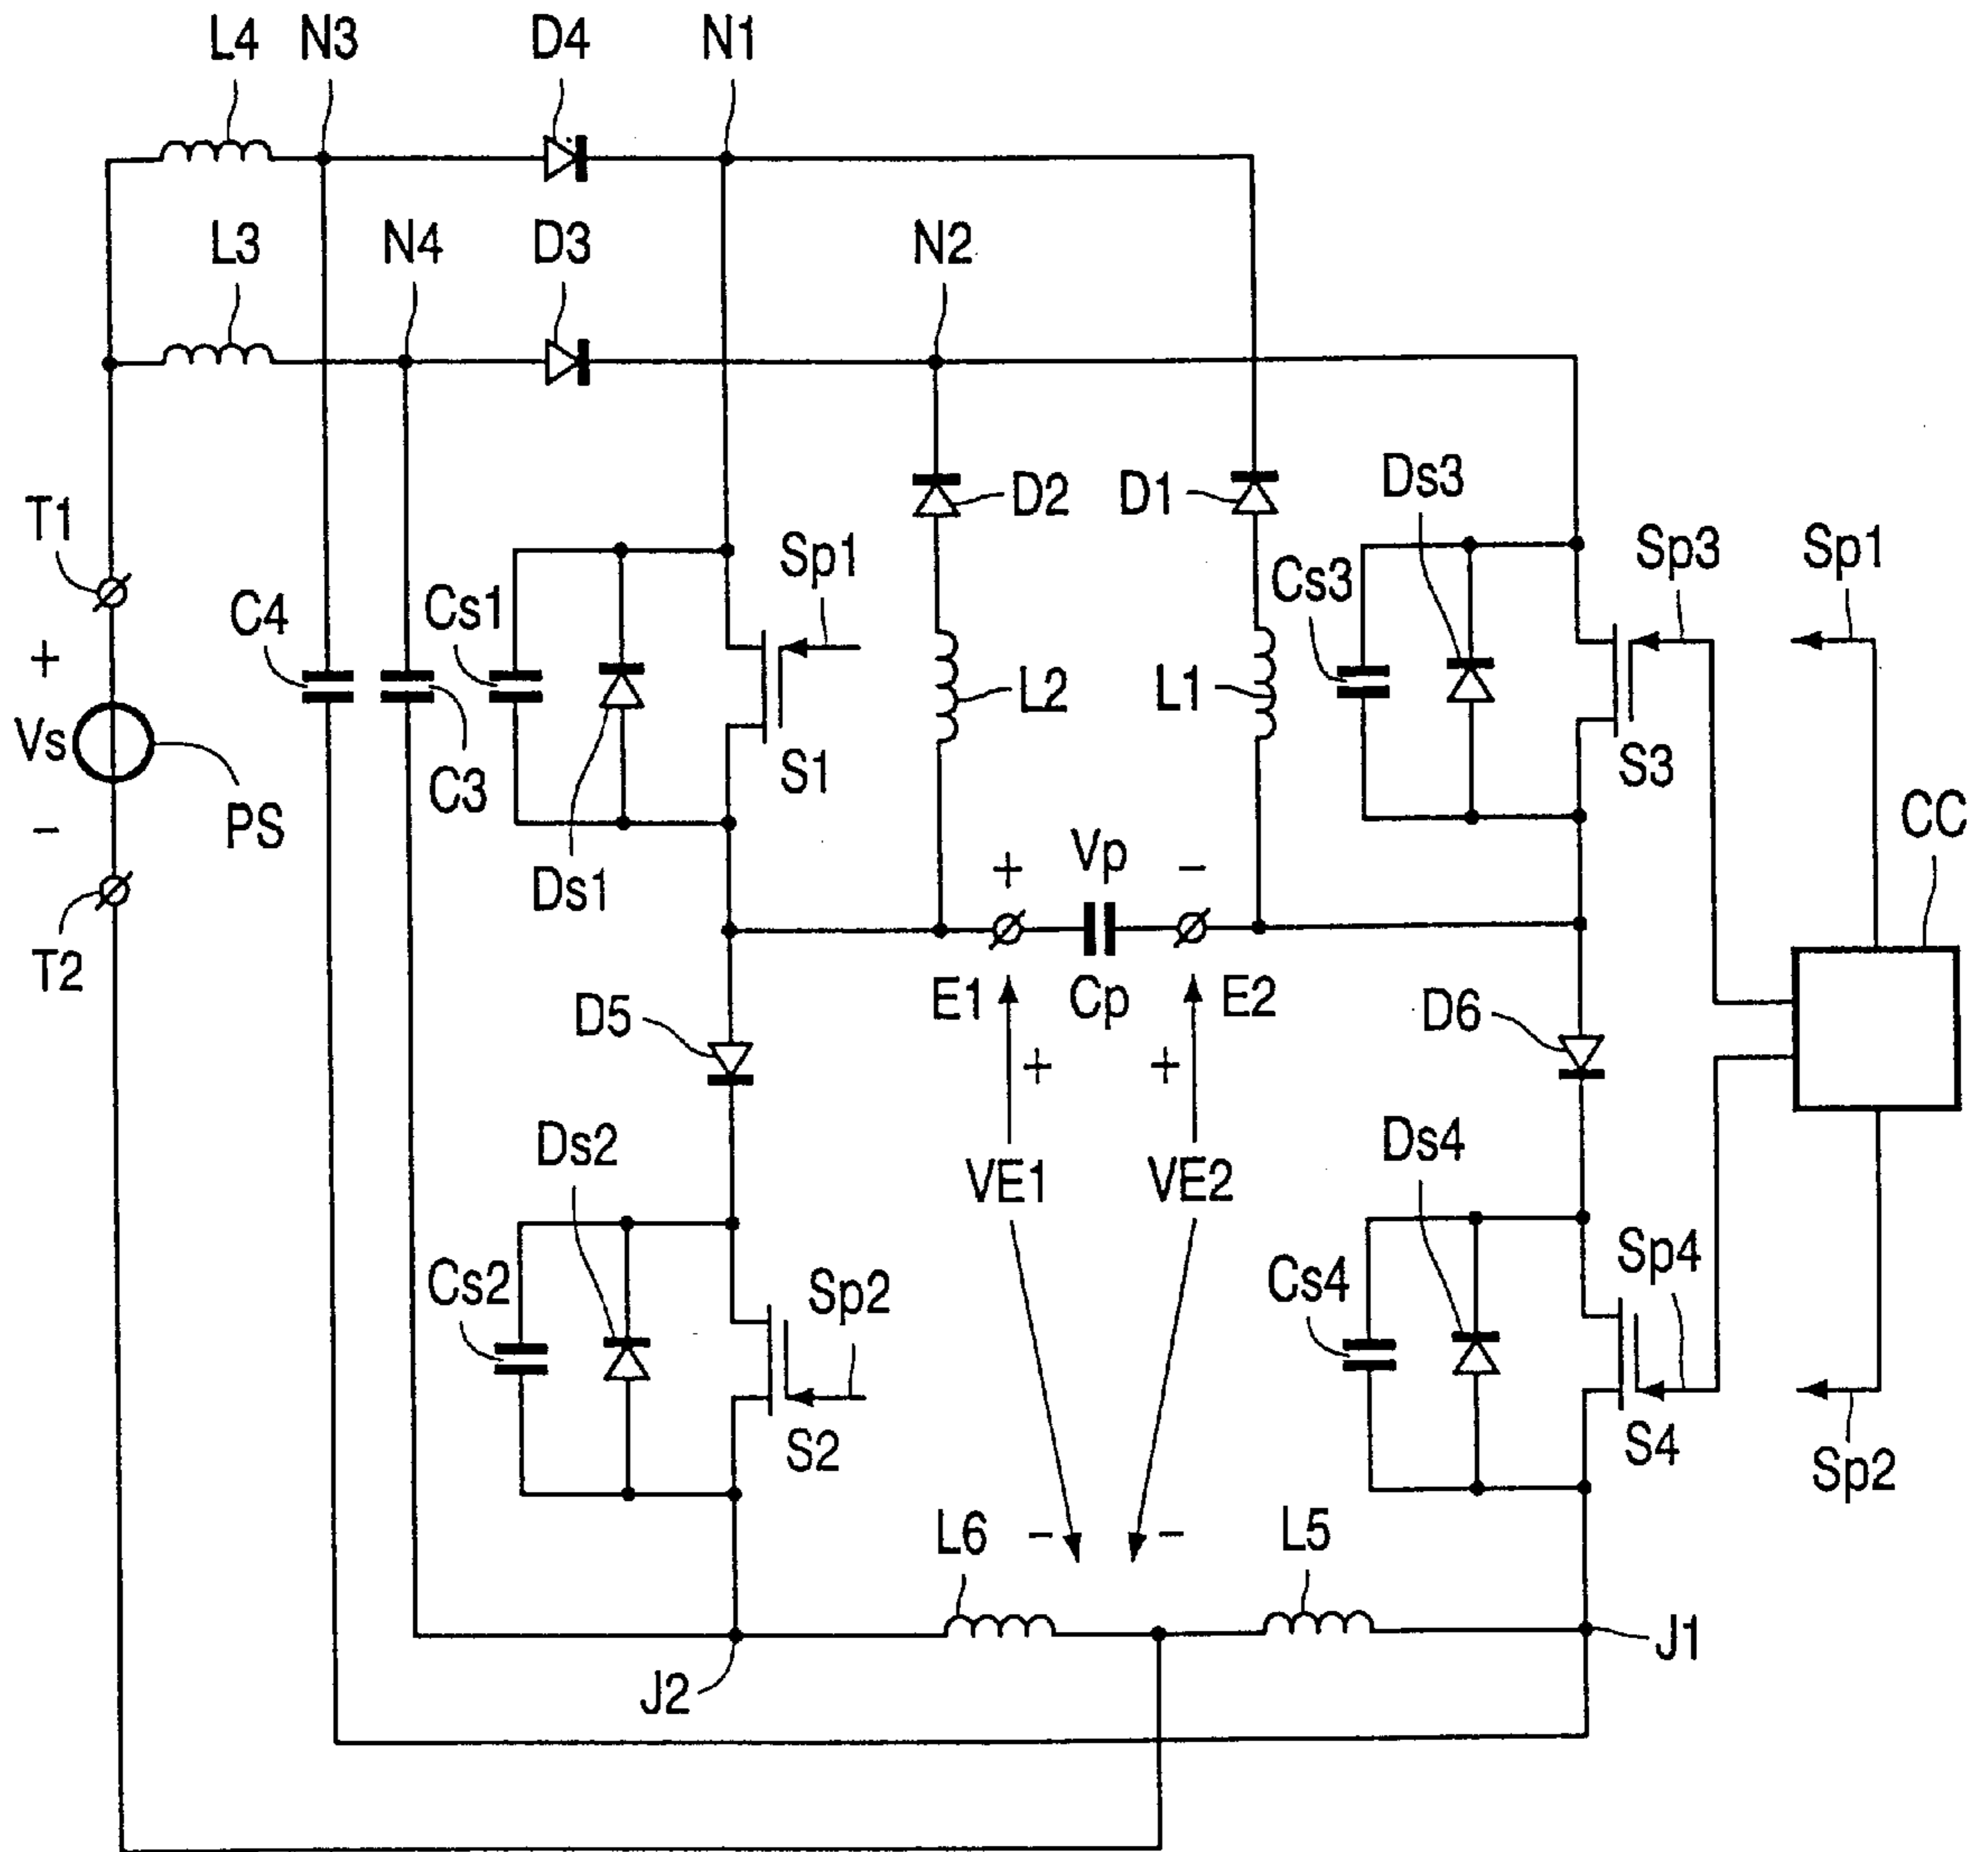 L4 N3 D4 N1
L3 N4 D3 N2
T1
D2 D1 Ds3
Sp1 Sp3 Sp1
C4 Cs1 Cs3
+
L2 L1
Vs
C3 S1 S3
PS CC
−
Ds1 + Vp −
T2
E1 Cp E2
D5 D6
+ +
Ds2 VE1 VE2 Ds4
Cs2 Sp2 Cs4 Sp4
S2 S4
Sp2
L6 − − L5
J1
J2